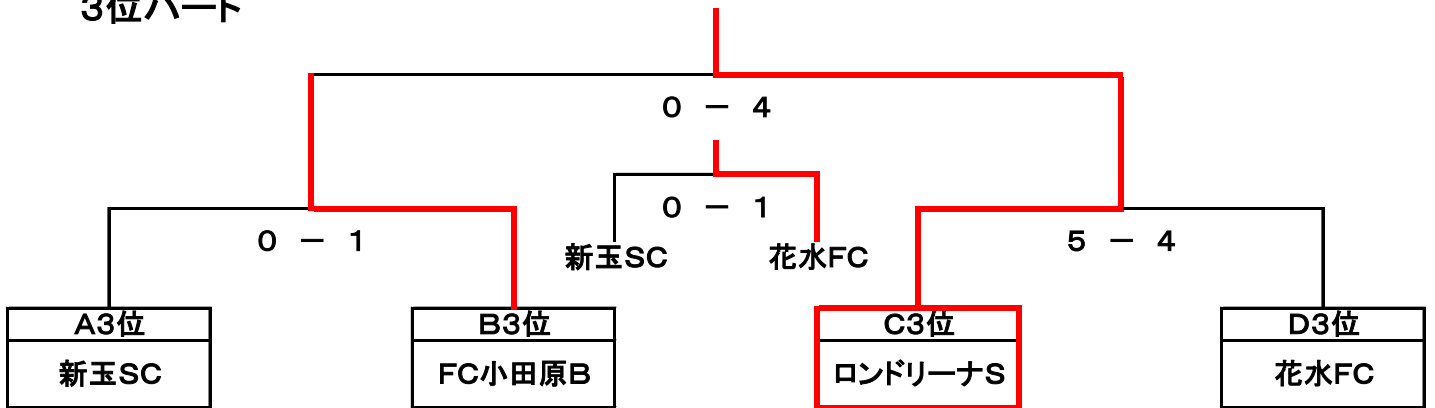 3位パート
0 － 4
0 － 1
0 － 1
5 － 4
新玉SC
花水FC
A3位
B3位
C3位
D3位
新玉SC
FC小田原B
ロンドリーナS
花水FC